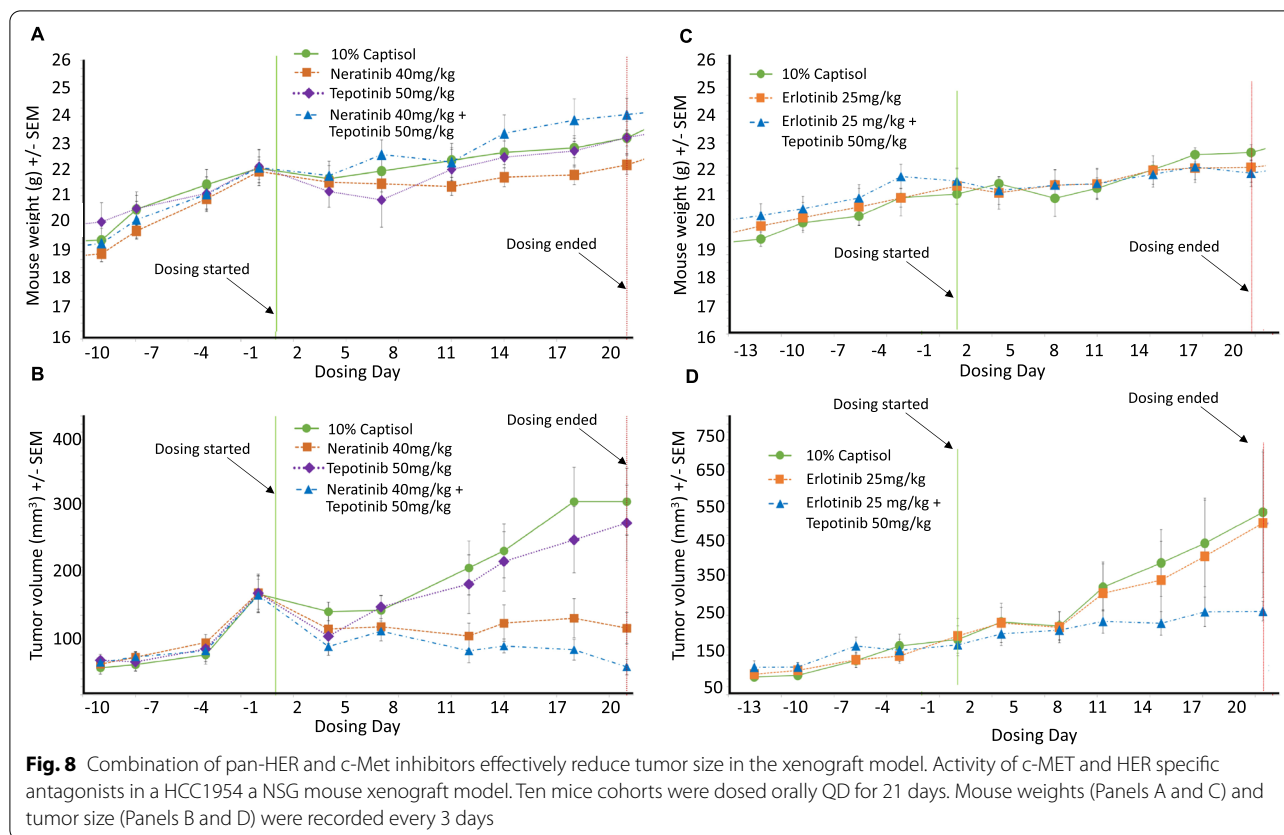 A
10% Captisol
Neratinib 40mg/kg
Tepotinib 50mg/kg
Neratinib 40mg/kg +
Tepotinib 50mg/kg
Mouse weight (g) +/- SEM
26
25
24
23
22
21
20
19
18
17
16
Dosing started
Dosing ended
-10 -7 -4 -1 2 5 8 11 14 17 20
Dosing Day
C
10% Captisol
Erlotinib 25mg/kg
Erlotinib 25 mg/kg +
Tepotinib 50mg/kg
Mouse weight (g) +/- SEM
26
25
24
23
22
21
20
19
18
17
16
Dosing started
Dosing ended
-13 -10 -7 -4 -1 2 5 8 11 14 17 20
Dosing Day
B
10% Captisol
Neratinib 40mg/kg
Tepotinib 50mg/kg
Neratinib 40mg/kg +
Tepotinib 50mg/kg
Tumor volume (mm³) +/- SEM
400
300
200
100
Dosing started
Dosing ended
-10 -7 -4 -1 2 5 8 11 14 17 20
Dosing Day
D
Dosing started
Dosing ended
10% Captisol
Erlotinib 25mg/kg
Erlotinib 25 mg/kg +
Tepotinib 50mg/kg
Tumor volume (mm³) +/- SEM
750
650
550
450
350
250
150
50
-13 -10 -7 -4 -1 2 5 8 11 14 17 20
Dosing Day
Fig. 8 Combination of pan-HER and c-Met inhibitors effectively reduce tumor size in the xenograft model. Activity of c-MET and HER specific
antagonists in a HCC1954 a NSG mouse xenograft model. Ten mice cohorts were dosed orally QD for 21 days. Mouse weights (Panels A and C) and
tumor size (Panels B and D) were recorded every 3 days